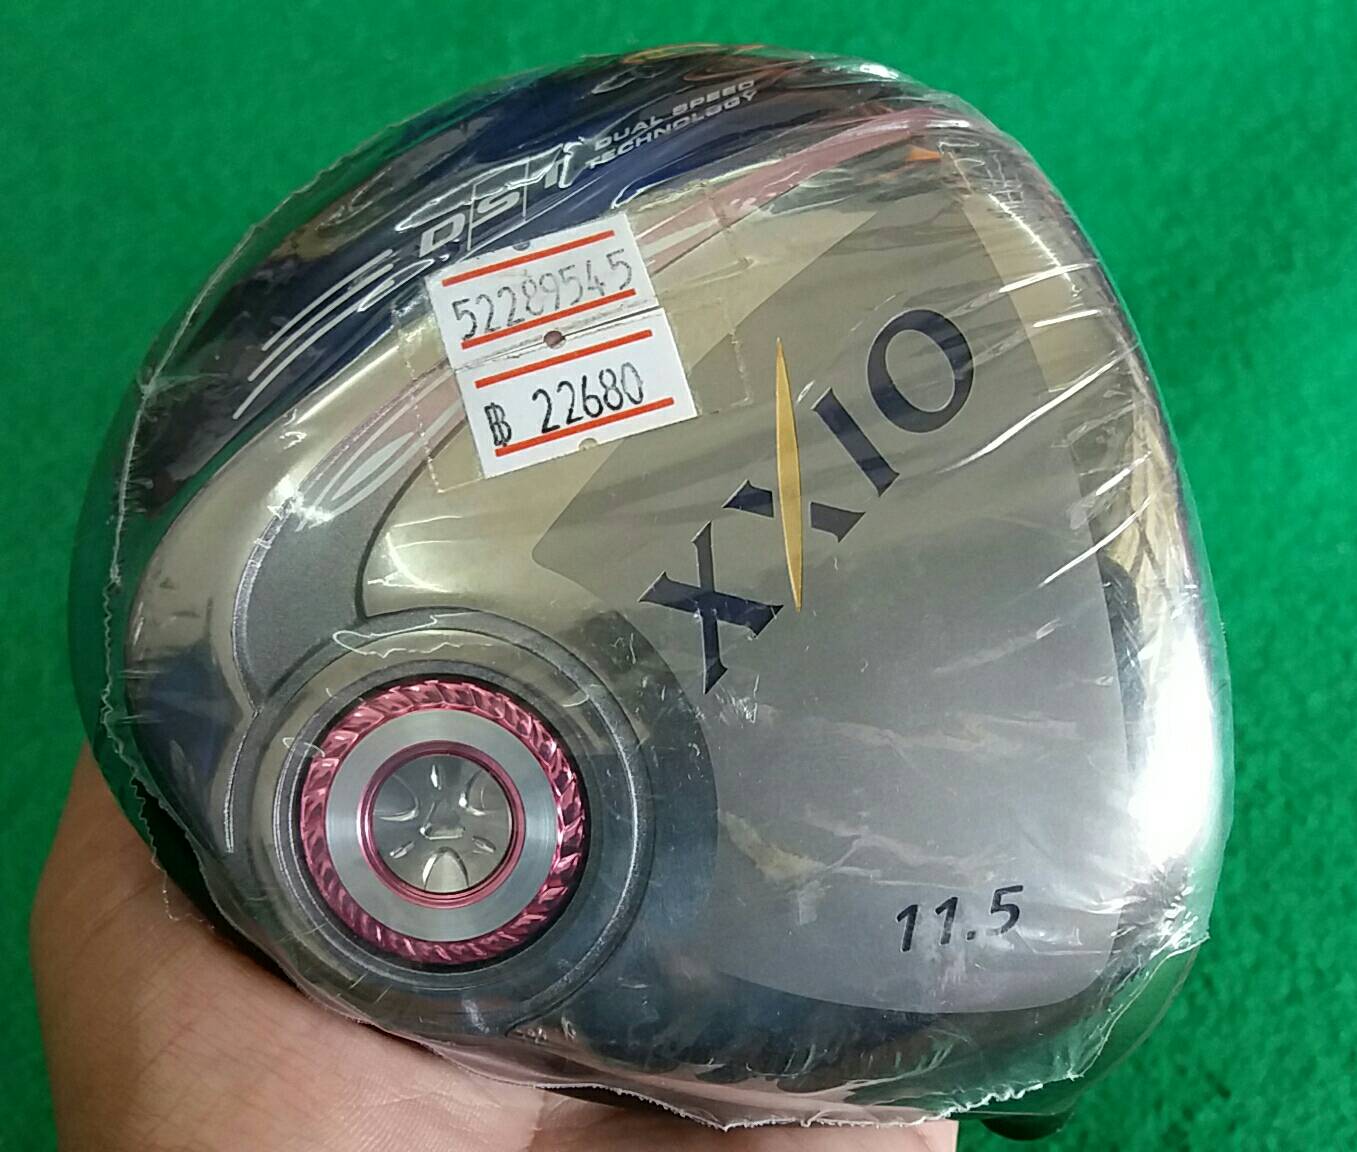 DUAL SPEED
TECHNOLOGY
DST
52289545
฿ 22680
XXIO
11.5